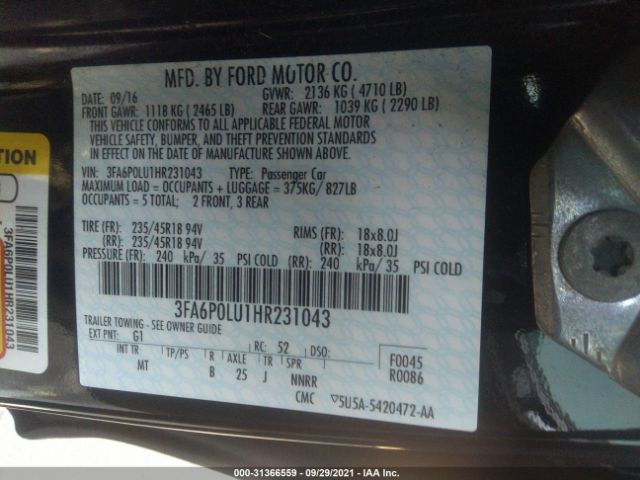 MFD. BY FORD MOTOR CO.
DATE: 09/16 GVWR: 2136 KG ( 4710 LB)
FRONT GAWR: 1118 KG ( 2465 LB) REAR GAWR: 1039 KG ( 2290 LB)
THIS VEHICLE CONFORMS TO ALL APPLICABLE FEDERAL MOTOR
VEHICLE SAFETY, BUMPER, AND THEFT PREVENTION STANDARDS
IN EFFECT ON THE DATE OF MANUFACTURE SHOWN ABOVE.
VIN: 3FA6P0LU1HR231043 TYPE: Passenger Car
MAXIMUM LOAD = OCCUPANTS + LUGGAGE = 375KG/ 827LB
OCCUPANTS = 5 TOTAL; 2 FRONT, 3 REAR
TIRE (FR): 235/45R18 94V RIMS (FR): 18x8.0J
(RR): 235/45R18 94V (RR): 18x8.0J
PRESSURE (FR): 240 kPa/ 35 PSI COLD (RR): 240 kPa/ 35 PSI COLD
3FA6P0LU1HR231043
TRAILER TOWING - SEE OWNER GUIDE
EXT PNT: G1 RC: 52 DSO: F0045
INT TR TP/PS R AXLE TR SPR R0086
MT B 25 J NNRR
CMC 5U5A-5420472-AA
3FA6P0LU1HR231043
000-31366559 - 09/29/2021 - IAA Inc.